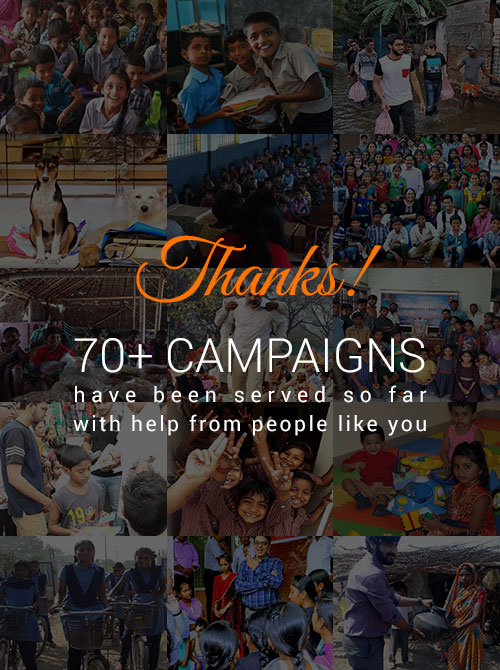 Thanks!
70+ CAMPAIGNS
have been served so far
with help from people like you